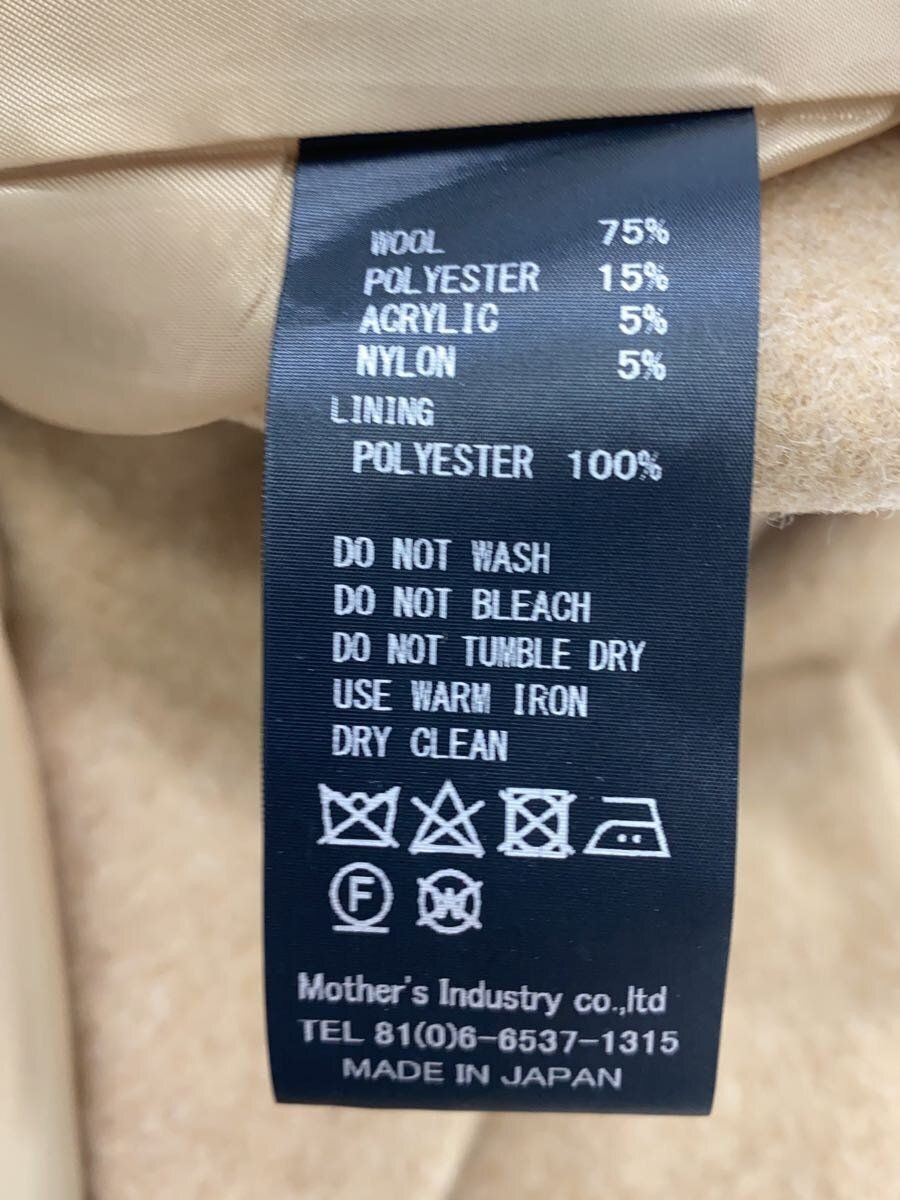 WOOL 75%
POLYESTER 15%
ACRYLIC 5%
NYLON 5%
LINING
POLYESTER 100%
DO NOT WASH
DO NOT BLEACH
DO NOT TUMBLE DRY
USE WARM IRON
DRY CLEAN
F W
Mother's Industry co.,ltd
TEL 81(0)6-6537-1315
MADE IN JAPAN